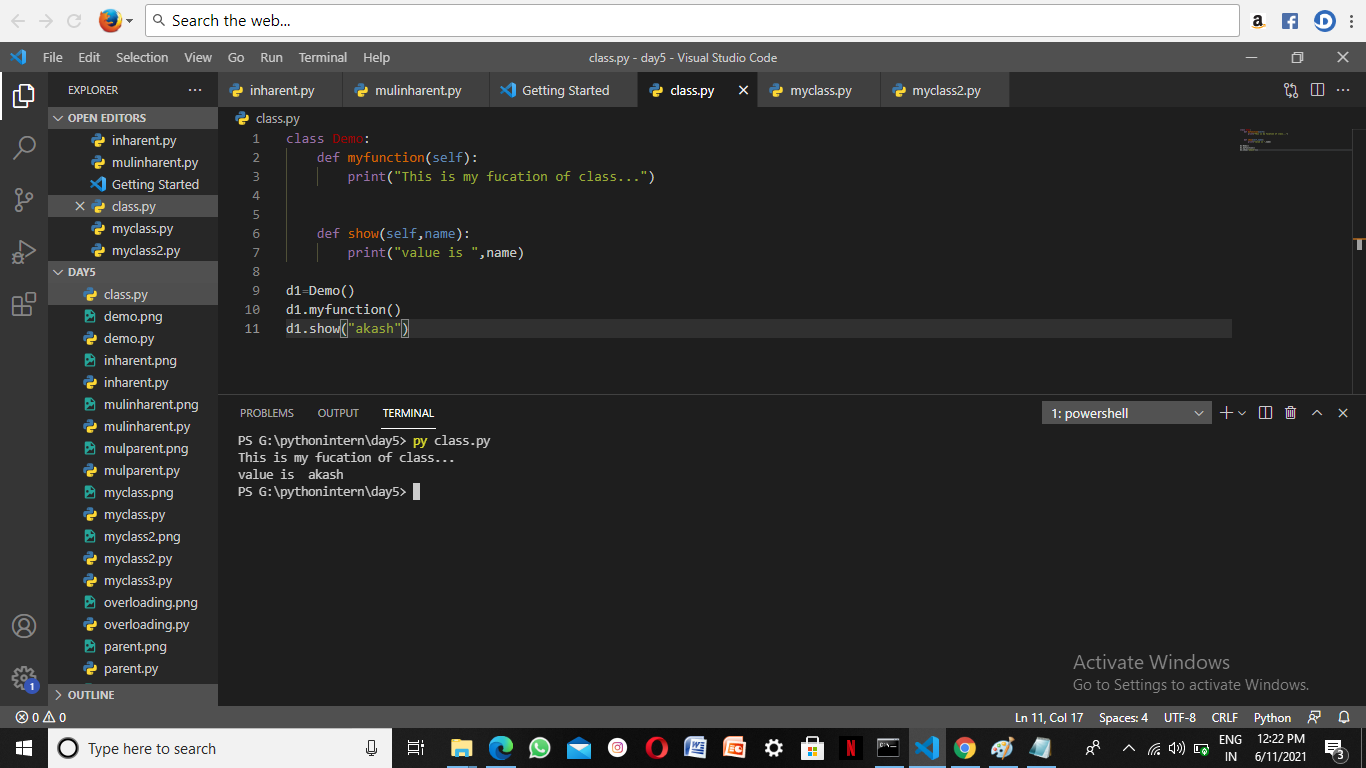 Search the web...
File Edit Selection View Go Run Terminal Help
class.py - day5 - Visual Studio Code
EXPLORER
inharent.py mulinharent.py Getting Started class.py myclass.py myclass2.py
OPEN EDITORS
inharent.py
mulinharent.py
Getting Started
class.py
myclass.py
myclass2.py
DAY5
class.py
demo.png
demo.py
inharent.png
inharent.py
mulinharent.png
mulinharent.py
mulparent.png
mulparent.py
myclass.png
myclass.py
myclass2.png
myclass2.py
myclass3.py
overloading.png
overloading.py
parent.png
parent.py
OUTLINE
class.py
1 class Demo:
2 def myfunction(self):
3 print("This is my fucation of class...")
4
5
6 def show(self,name):
7 print("value is ",name)
8
9 d1=Demo()
10 d1.myfunction()
11 d1.show("akash")
PROBLEMS OUTPUT TERMINAL
1: powershell
PS G:\pythonintern\day5> py class.py
This is my fucation of class...
value is  akash
PS G:\pythonintern\day5>
Activate Windows
Go to Settings to activate Windows.
1
0 0
Ln 11, Col 17 Spaces: 4 UTF-8 CRLF Python
Type here to search
ENG
IN
12:22 PM
6/11/2021
3